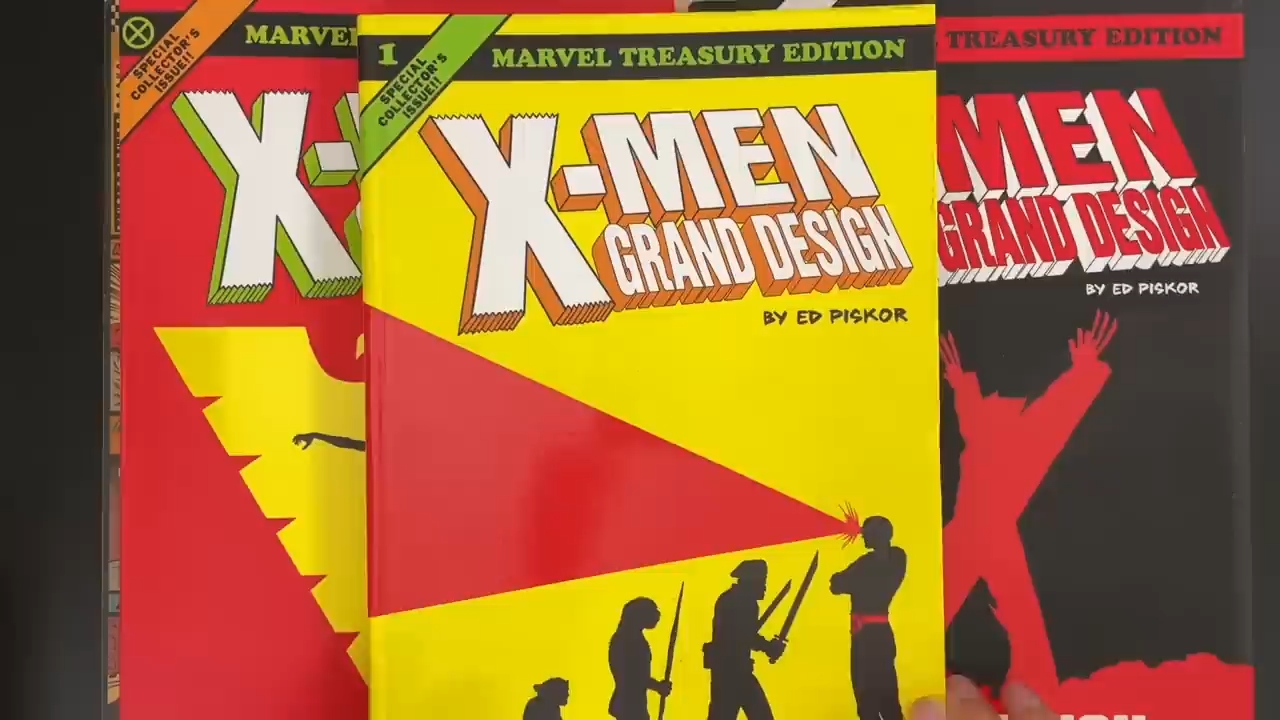 SPECIAL
COLLECTOR'S
ISSUE!!
MARVEL
X-
1
SPECIAL
COLLECTOR'S
ISSUE!!
MARVEL TREASURY EDITION
X-MEN
GRAND DESIGN
BY ED PISKOR
TREASURY EDITION
MEN
GRAND DESIGN
BY ED PISKOR